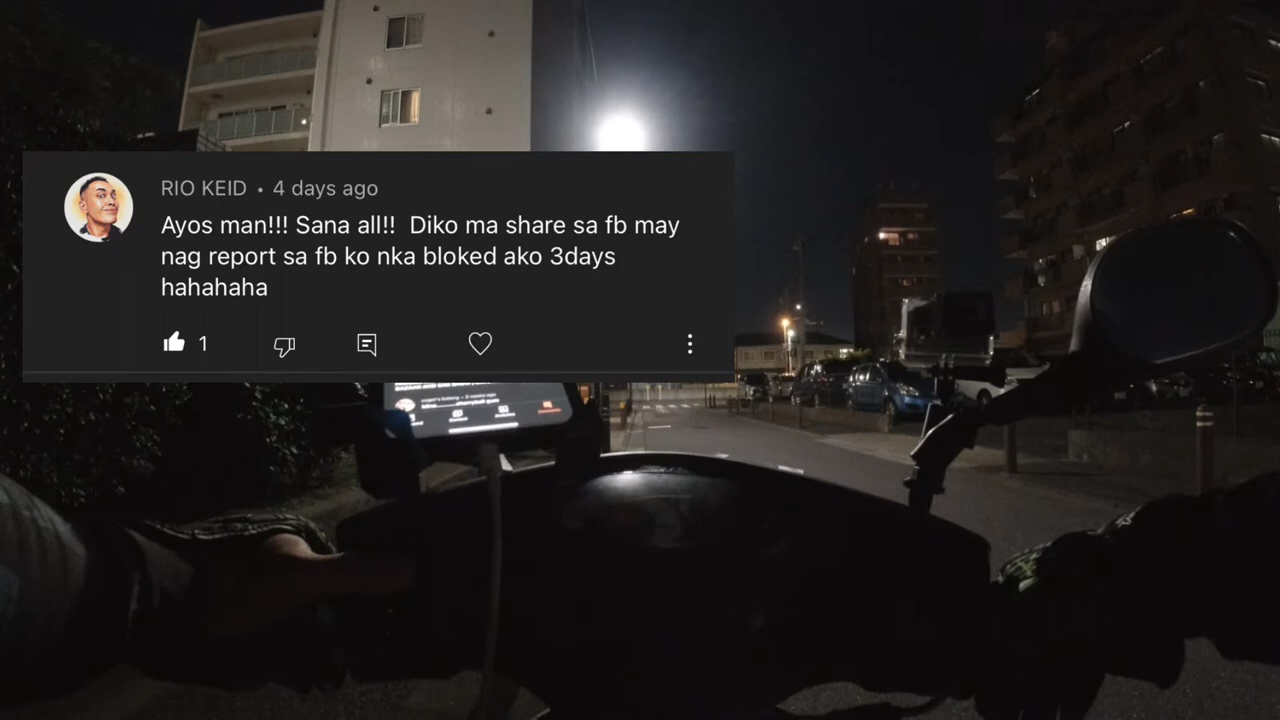 RIO KEID • 4 days ago
Ayos man!!! Sana all!!  Diko ma share sa fb may
nag report sa fb ko nka bloked ako 3days
hahahaha
1